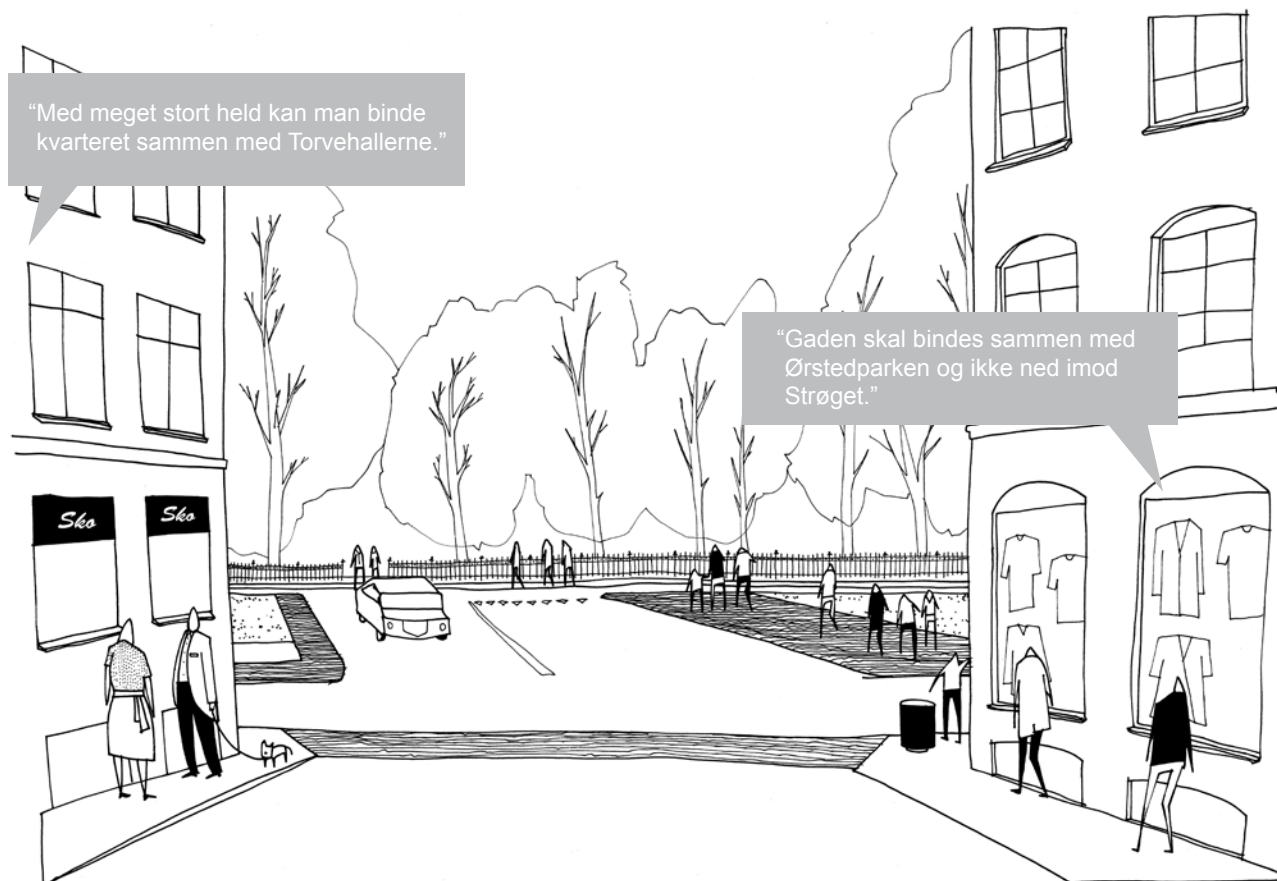 “Med meget stort held kan man binde
kvarteret sammen med Torvehallerne.”
“Gaden skal bindes sammen med
Ørstedparken og ikke ned imod
Strøget.”
Sko
Sko